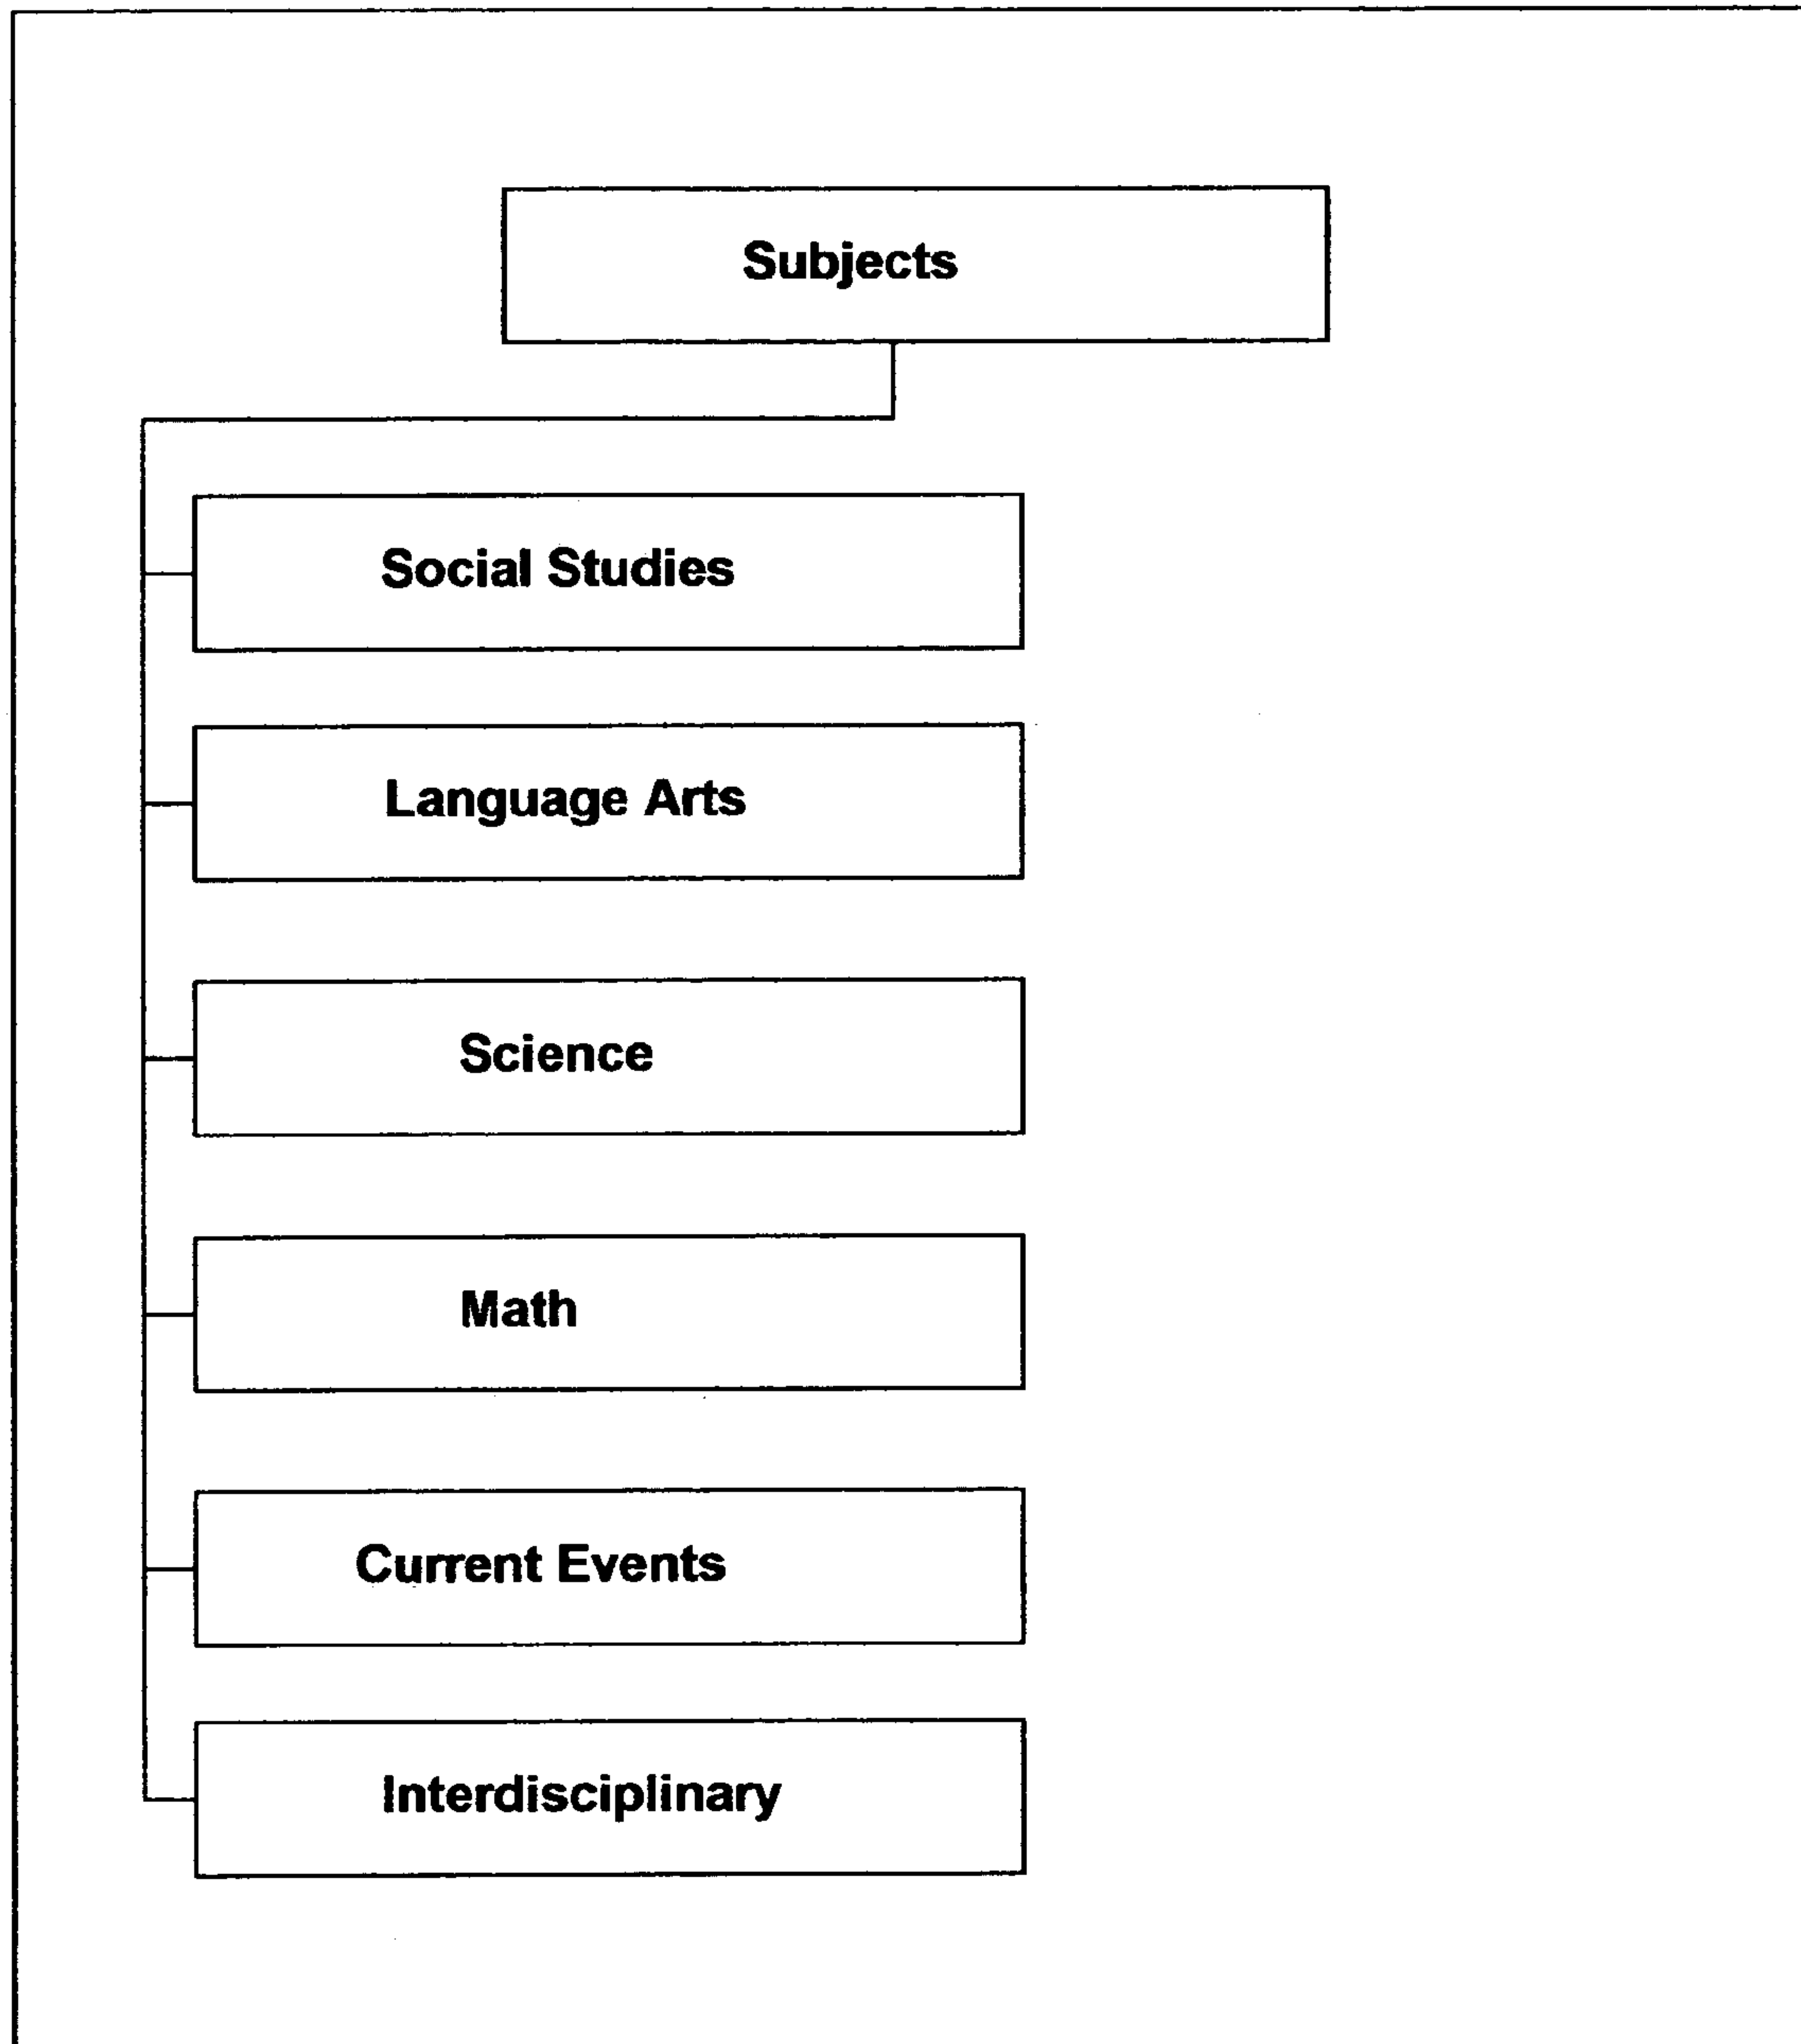 Subjects
Social Studies
Language Arts
Science
Math
Current Events
Interdisciplinary